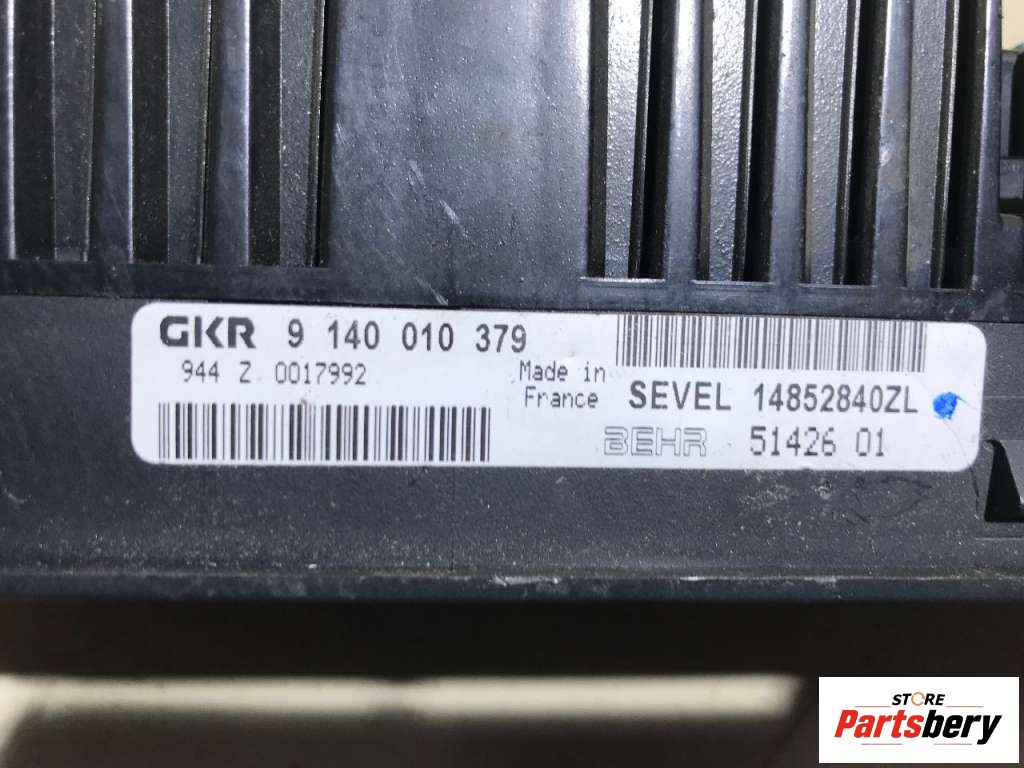 GKR 9 140 010 379
944 Z 0017992
Made in
France
SEVEL 14852840ZL
BEHR 51426 01
STORE
Partsbery